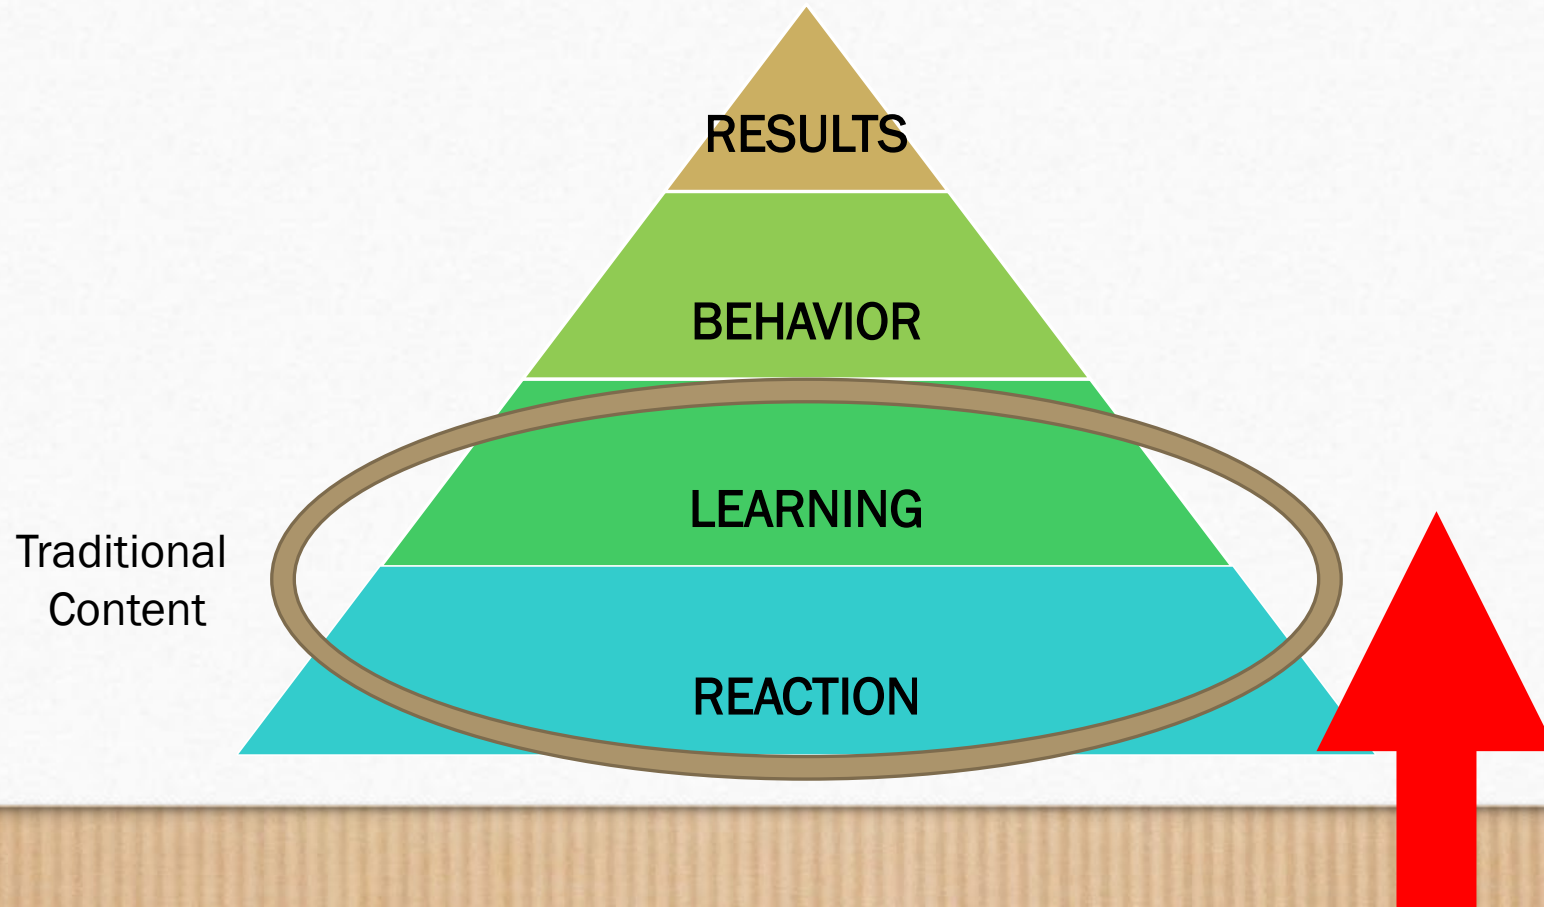 RESULTS
BEHAVIOR
LEARNING
Traditional
Content
REACTION